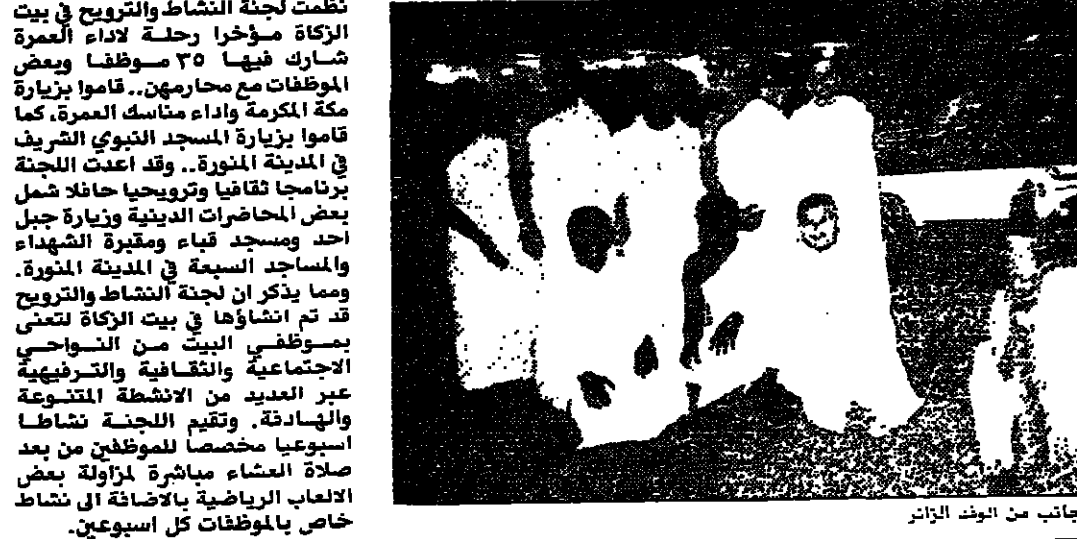 نظمت لجنة النشاط والترويح في بيت
الزكاة مؤخرا رحلة لاداء العمرة
شارك فيها ٣٥ موظفا وبعض
الموظفات مع محارمهن.. قاموا بزيارة
مكة المكرمة واداء مناسك العمرة، كما
قاموا بزيارة المسجد النبوي الشريف
في المدينة المنورة.. وقد اعدت اللجنة
برنامجا ثقافيا وترويحيا حافلا شمل
بعض المحاضرات الدينية وزيارة جبل
احد ومسجد قباء ومقبرة الشهداء
والمساجد السبعة في المدينة المنورة.
ومما يذكر ان لجنة النشاط والترويح
قد تم انشاؤها في بيت الزكاة لتعنى
بموظفي البيت من النواحي
الاجتماعية والثقافية والترفيهية
عبر العديد من الانشطة المتنوعة
والهادفة. وتقيم اللجنة نشاطا
اسبوعيا مخصصا للموظفين من بعد
صلاة العشاء مباشرة لمزاولة بعض
الالعاب الرياضية بالاضافة الى نشاط
خاص بالموظفات كل اسبوعين.
جانب من الوفد الزائر